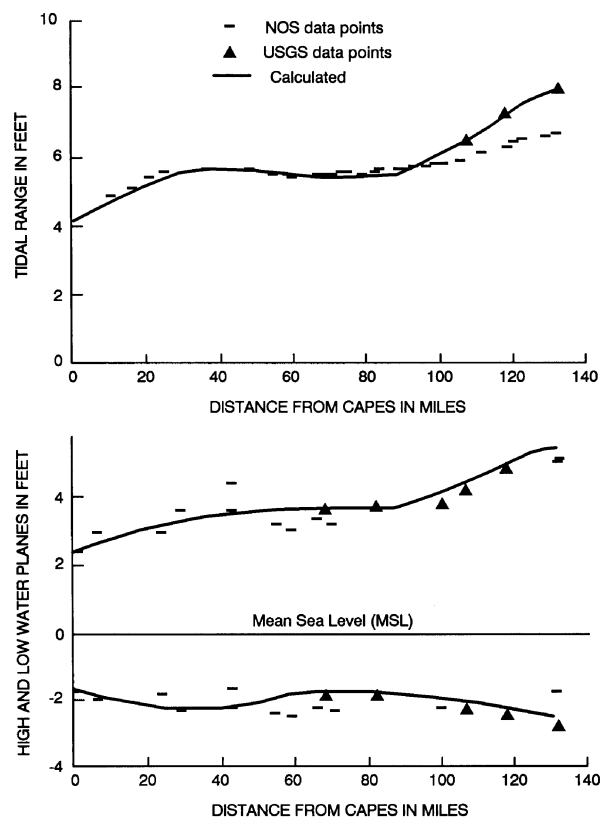 NOS data points
USGS data points
Calculated
TIDAL RANGE IN FEET
10
8
6
4
2
0
0 20 40 60 80 100 120 140
DISTANCE FROM CAPES IN MILES
HIGH AND LOW WATER PLANES IN FEET
4
2
Mean Sea Level (MSL)
0
-2
-4
0 20 40 60 80 100 120 140
DISTANCE FROM CAPES IN MILES